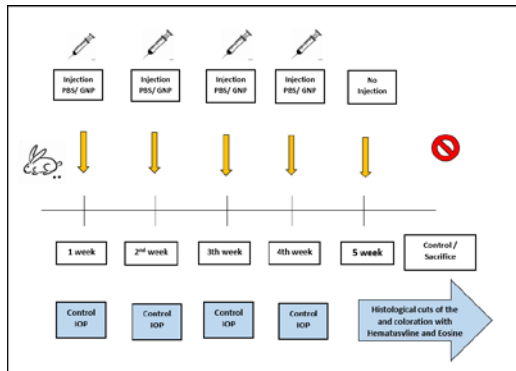 Injection
PBS/ GNP
Injection
PBS/ GNP
Injection
PBS/ GNP
Injection
PBS/ GNP
No
Injection
1 week
2nd week
3th week
4th week
5 week
Control /
Sacrifice
Control
IOP
Control
IOP
Control
IOP
Control
IOP
Histological cuts of the
and coloration with
Hematusvline and Eosine